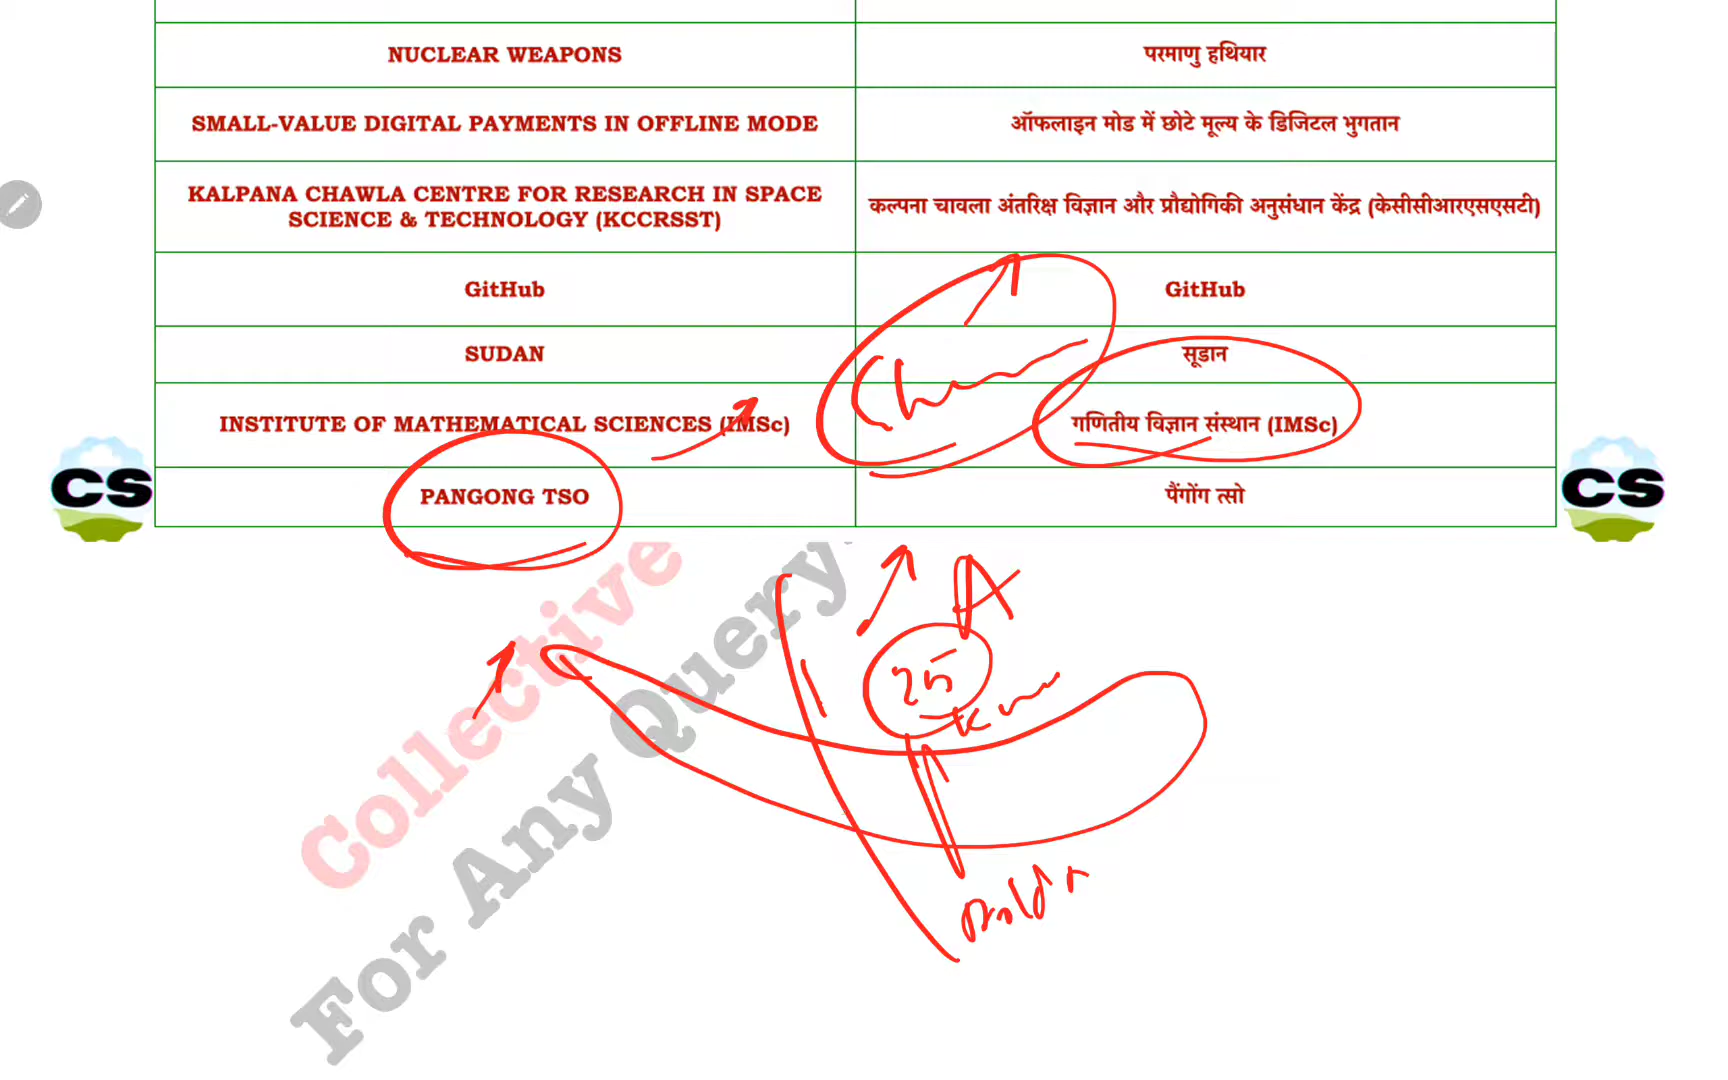 NUCLEAR WEAPONS
परमाणु हथियार
SMALL-VALUE DIGITAL PAYMENTS IN OFFLINE MODE
ऑफलाइन मोड में छोटे मूल्य के डिजिटल भुगतान
KALPANA CHAWLA CENTRE FOR RESEARCH IN SPACE
SCIENCE & TECHNOLOGY (KCCRSST)
कल्पना चावला अंतरिक्ष विज्ञान और प्रौद्योगिकी अनुसंधान केंद्र (केसीसीआरएसएसटी)
GitHub
GitHub
SUDAN
सूडान
INSTITUTE OF MATHEMATICAL SCIENCES (IMSc)
गणितीय विज्ञान संस्थान (IMSc)
PANGONG TSO
पैंगोंग त्सो
CS
CS
Collective
For Any Query
25